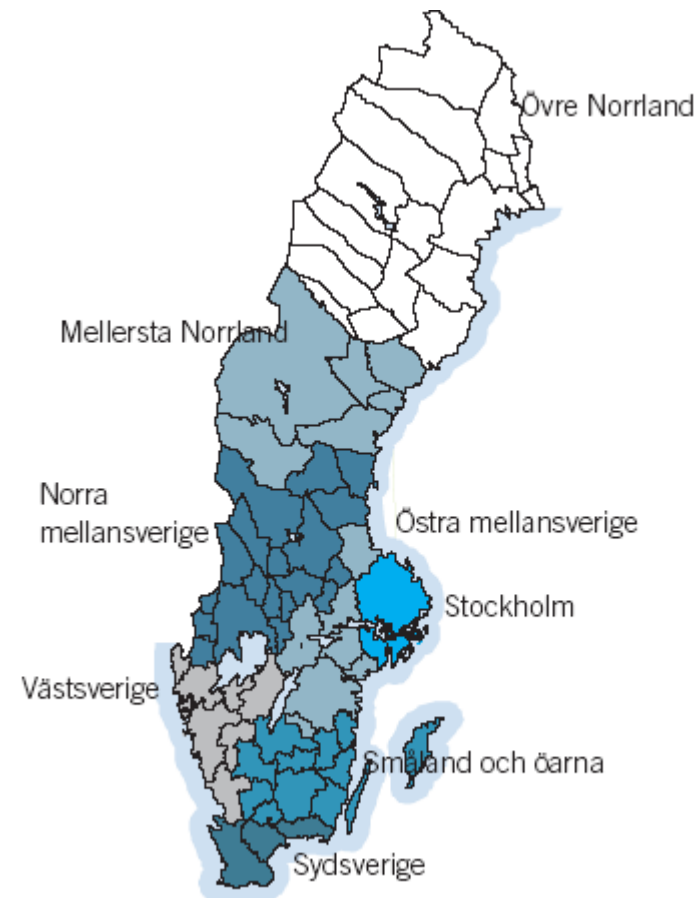 Övre Norrland
Mellersta Norrland
Norra
mellansverige
Östra mellansverige
Stockholm
Västsverige
Småland och öarna
Sydsverige